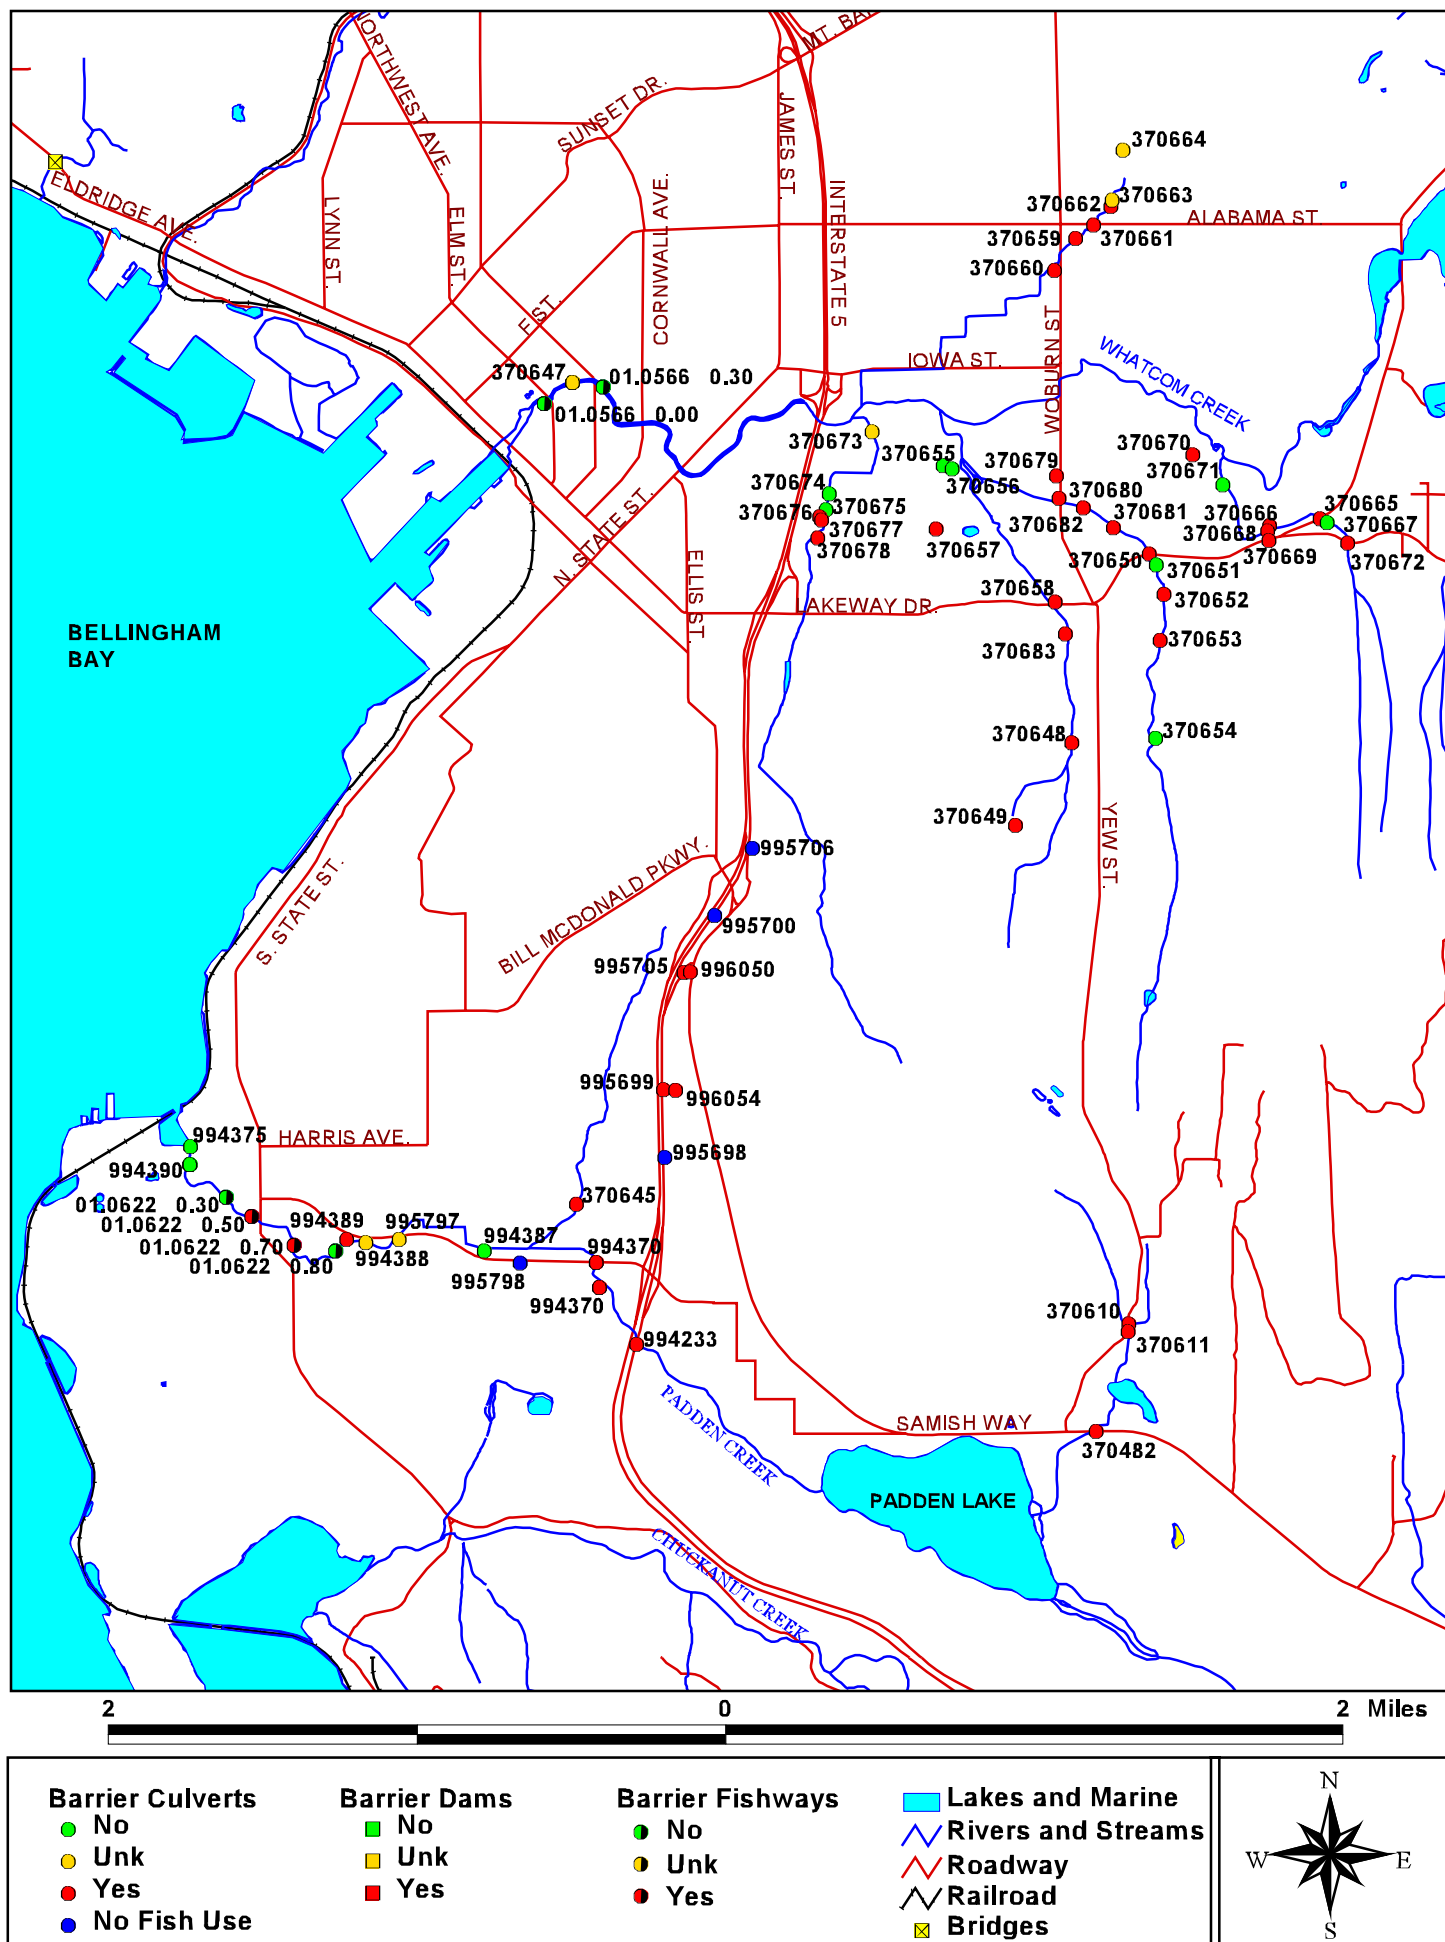 NORTHWEST AVE.
SUNSET DR.
MT. BA
JAMES ST.
INTERSTATE 5
370664
ELDRIDGE AVE.
LYNN ST.
ELM ST.
CORNWALL AVE.
370662
370663
ALABAMA ST.
370659
370661
370660
F ST.
WOBURN ST.
IOWA ST.
WHATCOM CREEK
370647
01.0566 0.30
01.0566 0.00
370673
370655
370656
370679
370670
370671
370674
370675
370676
370677
370678
370680
370682
370681
370666
370665
370667
370668
370669
370672
370657
N. STATE ST.
ELLIS ST.
370650
370651
370658
370652
LAKEWAY DR.
BELLINGHAM
BAY
370683
370653
370648
370654
370649
YEW ST.
995706
BILL MCDONALD PKWY.
S. STATE ST.
995700
995705
996050
995699
996054
994375
HARRIS AVE.
995698
994390
01.0622 0.30
370645
01.0622 0.50
994389
995797
994387
01.0622 0.70
994388
994370
01.0622 0.80
995798
994370
370610
994233
370611
PADDEN CREEK
SAMISH WAY
370482
PADDEN LAKE
CHUCKANUT CREEK
2 0 2 Miles
Barrier Culverts
No
Unk
Yes
No Fish Use
Barrier Dams
No
Unk
Yes
Barrier Fishways
No
Unk
Yes
Lakes and Marine
Rivers and Streams
Roadway
Railroad
Bridges
N
W E
S